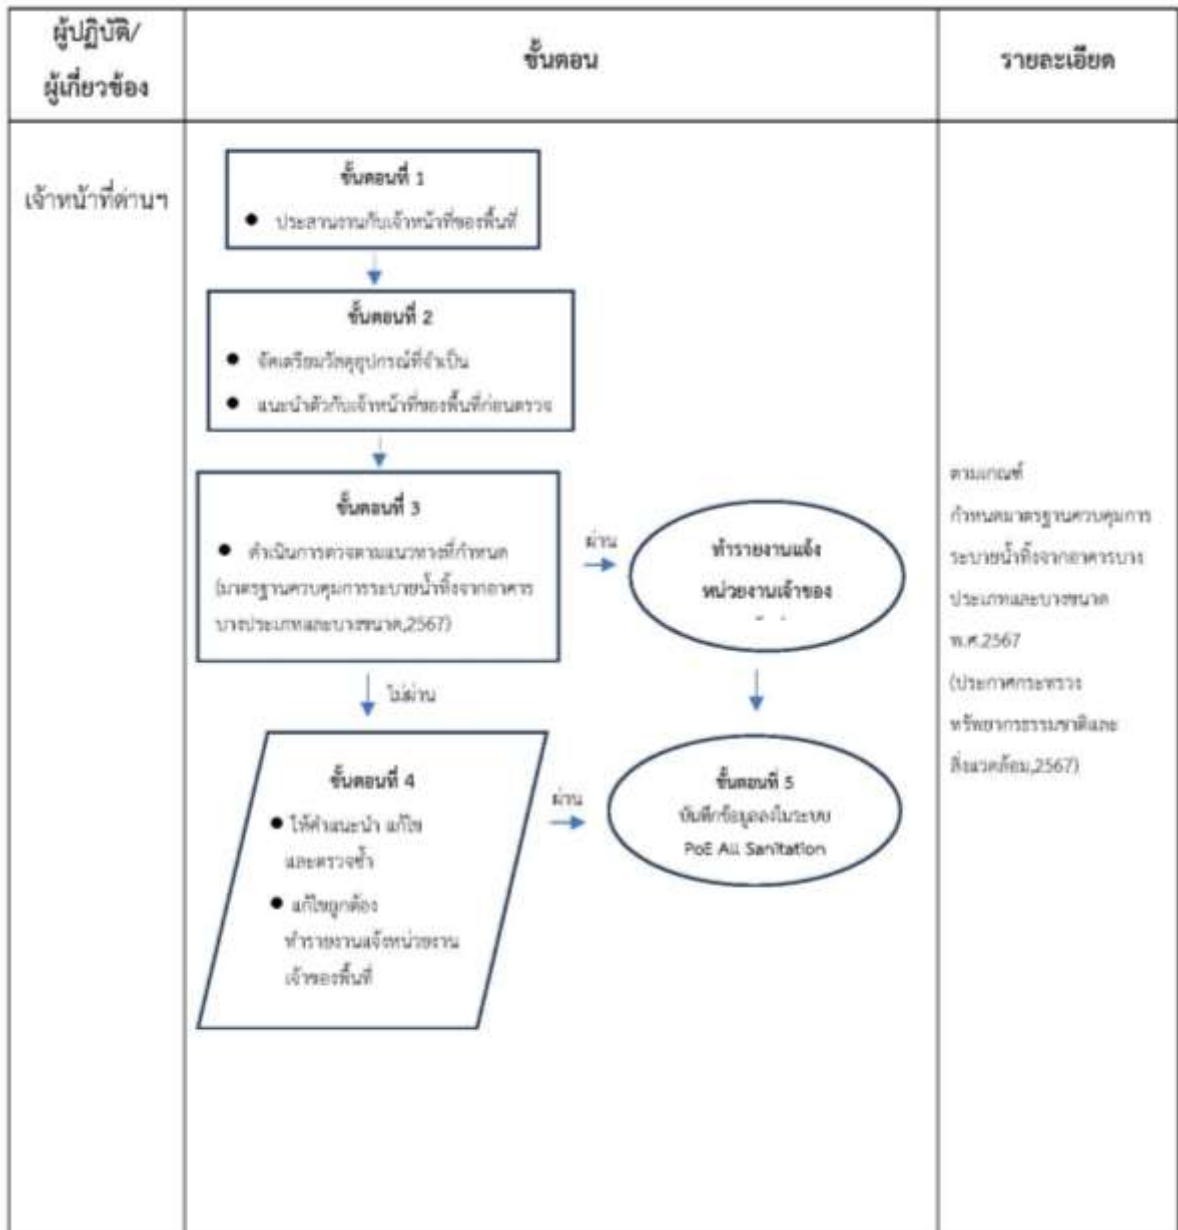 ผู้ปฏิบัติ/
ผู้เกี่ยวข้อง
ขั้นตอน
รายละเอียด
เจ้าหน้าที่ด่านฯ
ขั้นตอนที่ 1
● ประสานงานกับเจ้าหน้าที่ของพื้นที่
ขั้นตอนที่ 2
● จัดเตรียมวัสดุอุปกรณ์ที่จำเป็น
● แนะนำตัวกับเจ้าหน้าที่ของพื้นที่ก่อนตรวจ
ขั้นตอนที่ 3
● ดำเนินการตวจตามแนวทางที่กำหนด
(มาตรฐานควบคุมการระบายน้ำทิ้งจากอาคาร
บางประเภทและบางขนาด,2567)
ผ่าน
ทำรายงานแจ้ง
หน่วยงานเจ้าของ
ไม่ผ่าน
ขั้นตอนที่ 4
● ให้คำแนะนำ แก้ไข
และตรวจซ้ำ
● แก้ไขถูกต้อง
ทำรายงานแจ้งหน่วยงาน
เจ้าของพื้นที่
ผ่าน
ขั้นตอนที่ 5
บันทึกข้อมูลลงในระบบ
PoE All Sanitation
ตามเกณฑ์
กำหนดมาตรฐานควบคุมการ
ระบายน้ำทิ้งจากอาคารบาง
ประเภทและบางขนาด
พ.ศ.2567
(ประกาศกระทรวง
ทรัพยากรธรรมชาติและ
สิ่งแวดล้อม,2567)